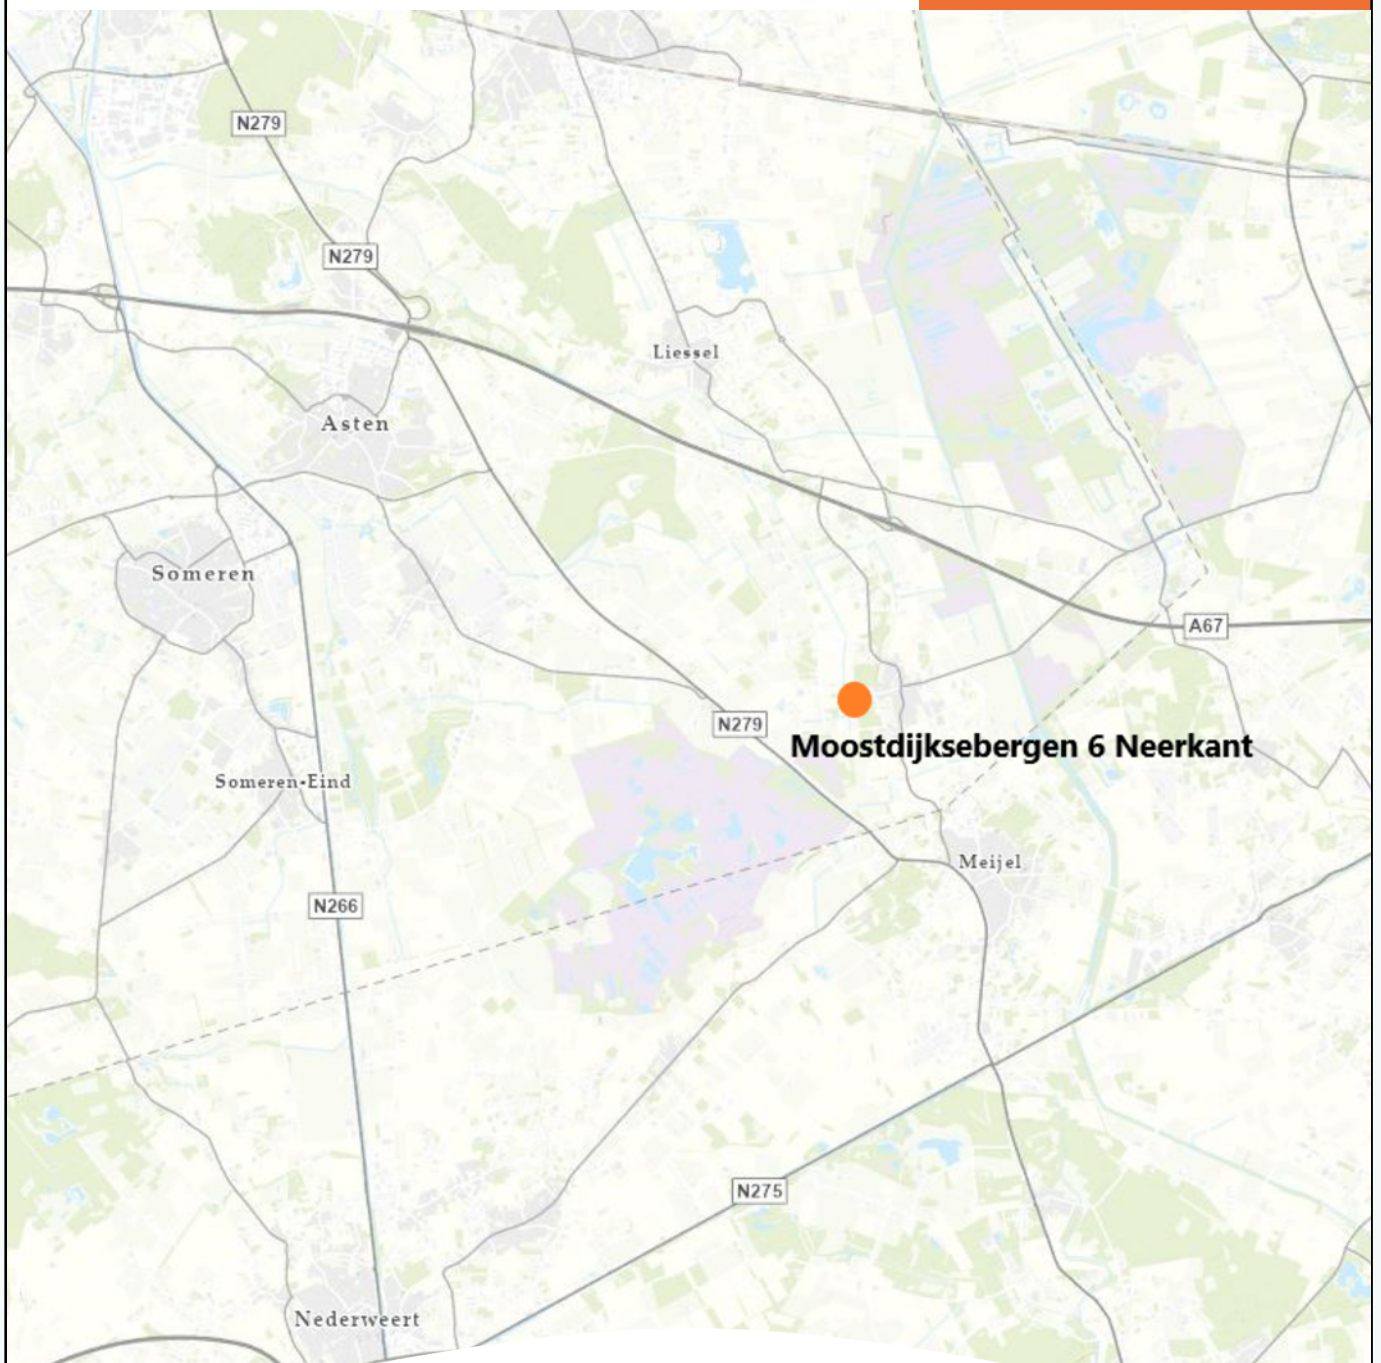 N279
N279
Liessel
Asten
Someren
A67
N279
Moostdijksebergen 6 Neerkant
Someren-Eind
Meijel
N266
N275
Nederweert